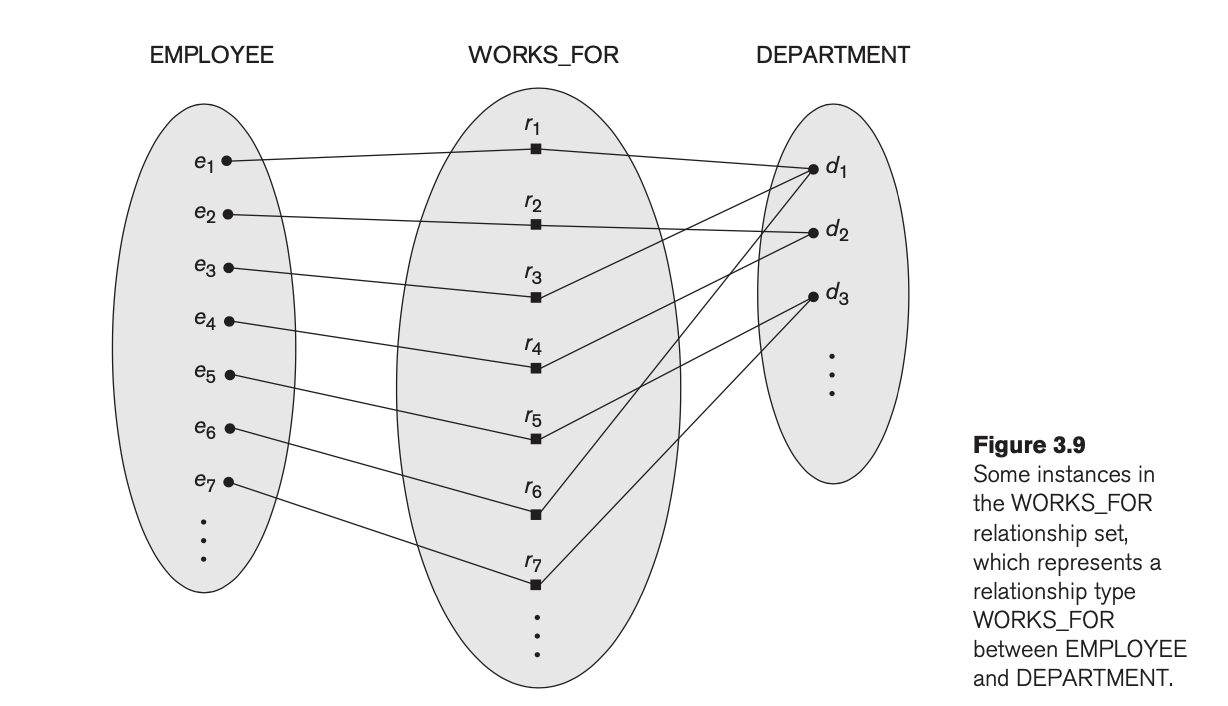 EMPLOYEE
WORKS_FOR
DEPARTMENT
e₁
e₂
e₃
e₄
e₅
e₆
e₇
r₁
r₂
r₃
r₄
r₅
r₆
r₇
d₁
d₂
d₃
Figure 3.9
Some instances in
the WORKS_FOR
relationship set,
which represents a
relationship type
WORKS_FOR
between EMPLOYEE
and DEPARTMENT.